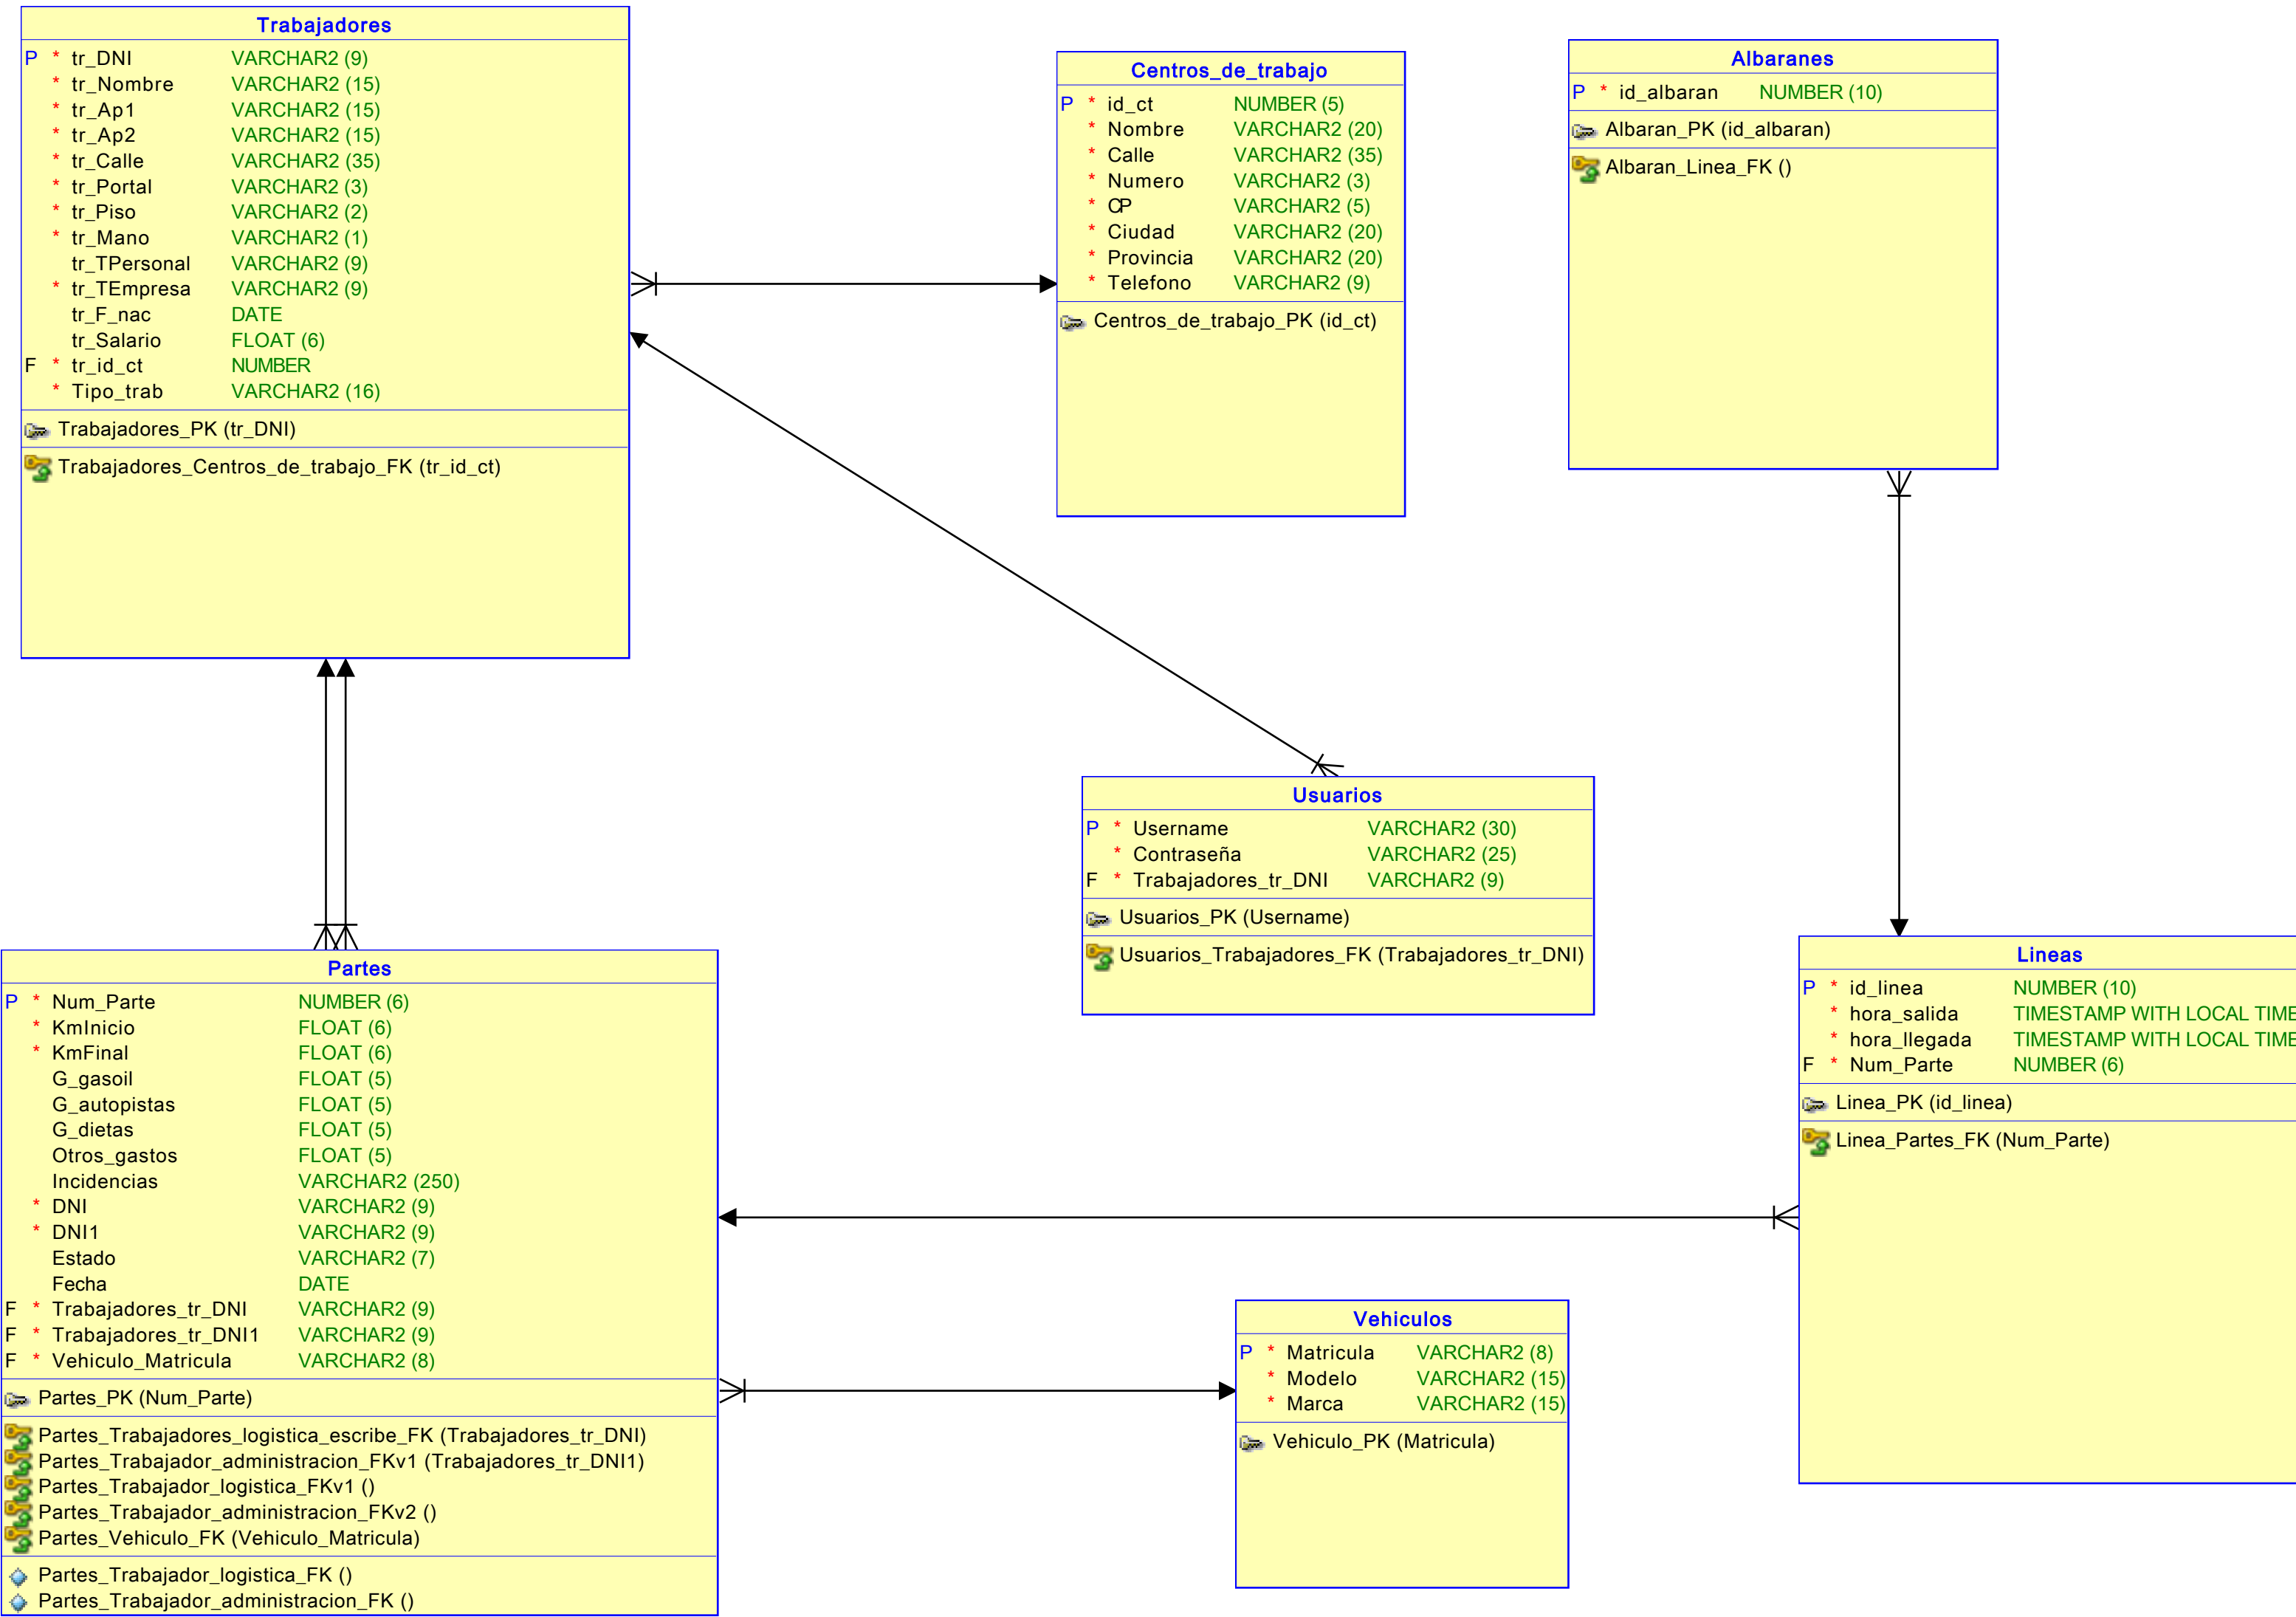 Trabajadores
P * tr_DNI VARCHAR2 (9)
* tr_Nombre VARCHAR2 (15)
* tr_Ap1 VARCHAR2 (15)
* tr_Ap2 VARCHAR2 (15)
* tr_Calle VARCHAR2 (35)
* tr_Portal VARCHAR2 (3)
* tr_Piso VARCHAR2 (2)
* tr_Mano VARCHAR2 (1)
tr_TPersonal VARCHAR2 (9)
* tr_TEmpresa VARCHAR2 (9)
tr_F_nac DATE
tr_Salario FLOAT (6)
F * tr_id_ct NUMBER
* Tipo_trab VARCHAR2 (16)
Trabajadores_PK (tr_DNI)
Trabajadores_Centros_de_trabajo_FK (tr_id_ct)
Centros_de_trabajo
P * id_ct NUMBER (5)
* Nombre VARCHAR2 (20)
* Calle VARCHAR2 (35)
* Numero VARCHAR2 (3)
* CP VARCHAR2 (5)
* Ciudad VARCHAR2 (20)
* Provincia VARCHAR2 (20)
* Telefono VARCHAR2 (9)
Centros_de_trabajo_PK (id_ct)
Albaranes
P * id_albaran NUMBER (10)
Albaran_PK (id_albaran)
Albaran_Linea_FK ()
Usuarios
P * Username VARCHAR2 (30)
* Contraseña VARCHAR2 (25)
F * Trabajadores_tr_DNI VARCHAR2 (9)
Usuarios_PK (Username)
Usuarios_Trabajadores_FK (Trabajadores_tr_DNI)
Partes
P * Num_Parte NUMBER (6)
* KmInicio FLOAT (6)
* KmFinal FLOAT (6)
G_gasoil FLOAT (5)
G_autopistas FLOAT (5)
G_dietas FLOAT (5)
Otros_gastos FLOAT (5)
Incidencias VARCHAR2 (250)
* DNI VARCHAR2 (9)
* DNI1 VARCHAR2 (9)
Estado VARCHAR2 (7)
Fecha DATE
F * Trabajadores_tr_DNI VARCHAR2 (9)
F * Trabajadores_tr_DNI1 VARCHAR2 (9)
F * Vehiculo_Matricula VARCHAR2 (8)
Partes_PK (Num_Parte)
Partes_Trabajadores_logistica_escribe_FK (Trabajadores_tr_DNI)
Partes_Trabajador_administracion_FKv1 (Trabajadores_tr_DNI1)
Partes_Trabajador_logistica_FKv1 ()
Partes_Trabajador_administracion_FKv2 ()
Partes_Vehiculo_FK (Vehiculo_Matricula)
Partes_Trabajador_logistica_FK ()
Partes_Trabajador_administracion_FK ()
Lineas
P * id_linea NUMBER (10)
* hora_salida TIMESTAMP WITH LOCAL TIME
* hora_llegada TIMESTAMP WITH LOCAL TIME
F * Num_Parte NUMBER (6)
Linea_PK (id_linea)
Linea_Partes_FK (Num_Parte)
Vehiculos
P * Matricula VARCHAR2 (8)
* Modelo VARCHAR2 (15)
* Marca VARCHAR2 (15)
Vehiculo_PK (Matricula)